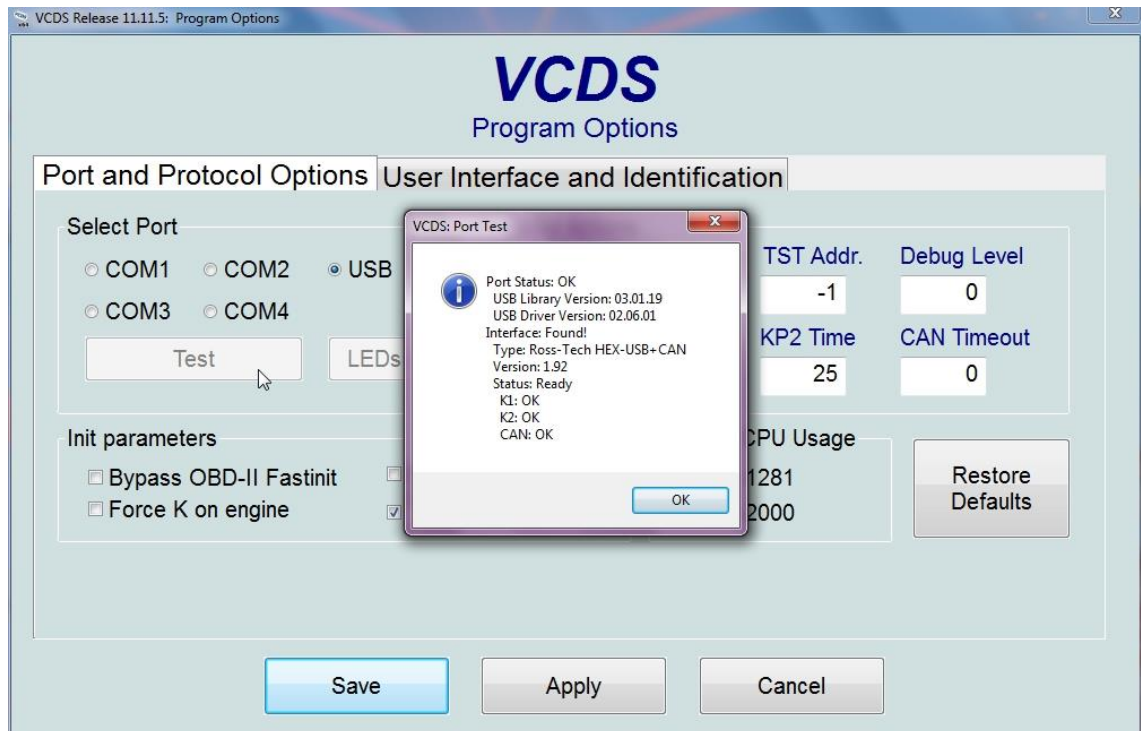 VCDS Release 11.11.5: Program Options
VCDS
Program Options
Port and Protocol Options
User Interface and Identification
Select Port
COM1
COM2
USB
COM3
COM4
Test
LEDs
VCDS: Port Test
Port Status: OK
USB Library Version: 03.01.19
USB Driver Version: 02.06.01
Interface: Found!
Type: Ross-Tech HEX-USB+CAN
Version: 1.92
Status: Ready
K1: OK
K2: OK
CAN: OK
OK
TST Addr.
Debug Level
-1
0
KP2 Time
CAN Timeout
25
0
Init parameters
Bypass OBD-II Fastinit
Force K on engine
CPU Usage
1281
2000
Restore
Defaults
Save
Apply
Cancel